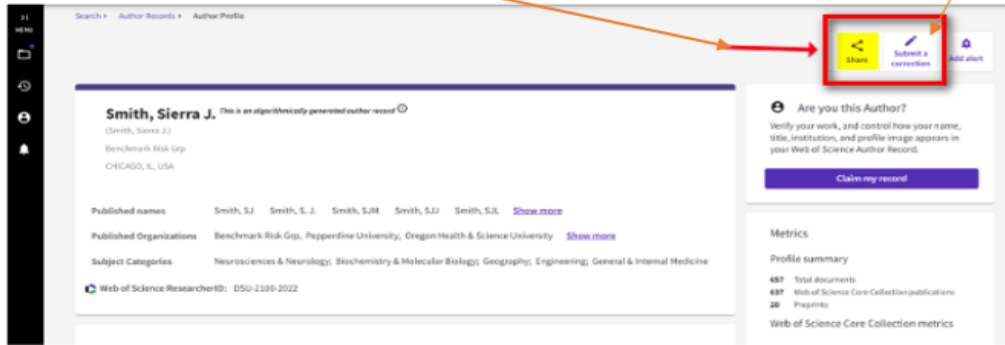 >|
MENU
Search > Author Records > Author Profile
Share
Submit a correction
Add alert
Smith, Sierra J. This is an algorithmically generated author record
(Smith, Sierra J.)
Benchmark Risk Grp
CHICAGO, IL, USA
Published names Smith, SJ Smith, S. J. Smith, SJM Smith, SJJ Smith, SJL Show more
Published Organizations Benchmark Risk Grp, Pepperdine University, Oregon Health & Science University Show more
Subject Categories Neurosciences & Neurology; Biochemistry & Molecular Biology; Geography; Engineering; General & Internal Medicine
Web of Science ResearcherID: DSU-2100-2022
Are you this Author?
Verify your work, and control how your name,
title, institution, and profile image appears in
your Web of Science Author Record.
Claim my record
Metrics
Profile summary
657 Total documents
637 Web of Science Core Collection publications
20 Preprints
Web of Science Core Collection metrics